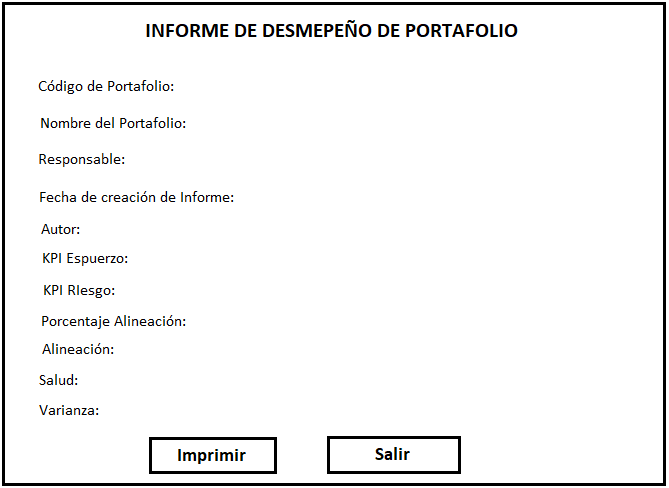 INFORME DE DESMEPEÑO DE PORTAFOLIO
Código de Portafolio:
Nombre del Portafolio:
Responsable:
Fecha de creación de Informe:
Autor:
KPI Espuerzo:
KPI RIesgo:
Porcentaje Alineación:
Alineación:
Salud:
Varianza:
Imprimir
Salir